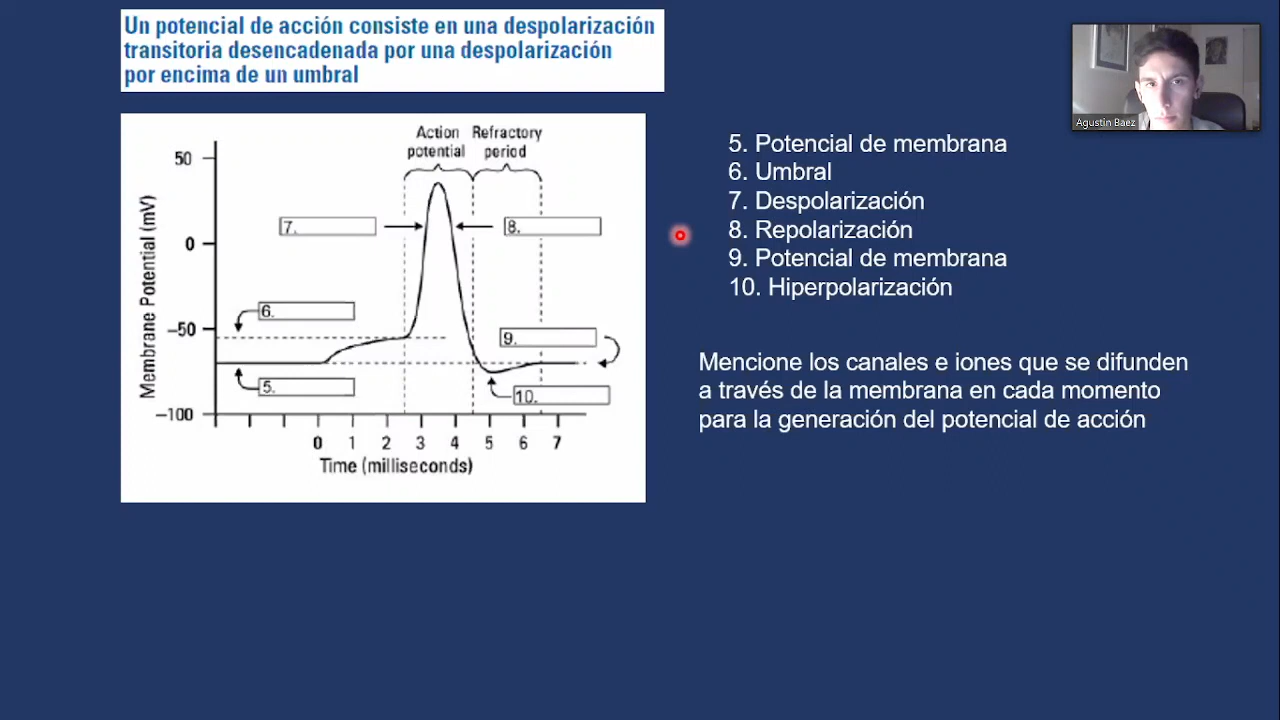 Un potencial de acción consiste en una despolarización
transitoria desencadenada por una despolarización
por encima de un umbral
Agustin Baez
Action potential
Refractory period
50
0
−50
−100
Membrane Potential (mV)
7.
8.
6.
9.
5.
10.
0 1 2 3 4 5 6 7
Time (milliseconds)
5. Potencial de membrana
6. Umbral
7. Despolarización
8. Repolarización
9. Potencial de membrana
10. Hiperpolarización
Mencione los canales e iones que se difunden
a través de la membrana en cada momento
para la generación del potencial de acción